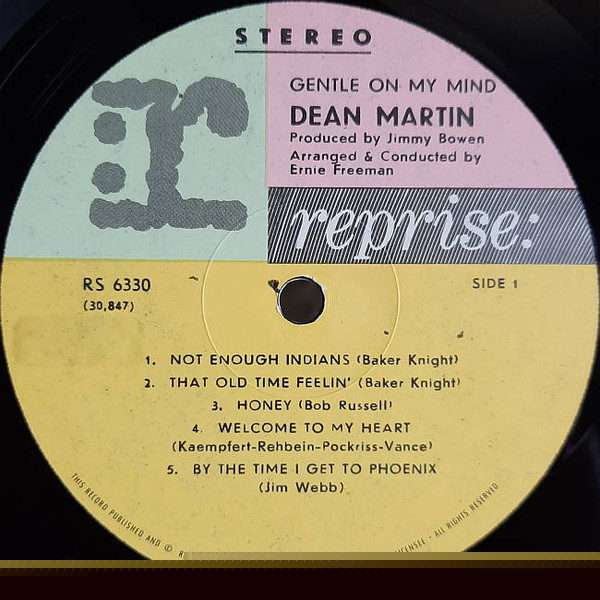 STEREO
GENTLE ON MY MIND
DEAN MARTIN
Produced by Jimmy Bowen
Arranged & Conducted by
Ernie Freeman
r:
reprise:
RS 6330
(30,847)
SIDE 1
1. NOT ENOUGH INDIANS (Baker Knight)
2. THAT OLD TIME FEELIN' (Baker Knight)
3. HONEY (Bob Russell)
4. WELCOME TO MY HEART
(Kaempfert-Rehbein-Pockriss-Vance)
5. BY THE TIME I GET TO PHOENIX
(Jim Webb)
THIS RECORD PUBLISHED AND ℗
· ALL RIGHTS RESERVED